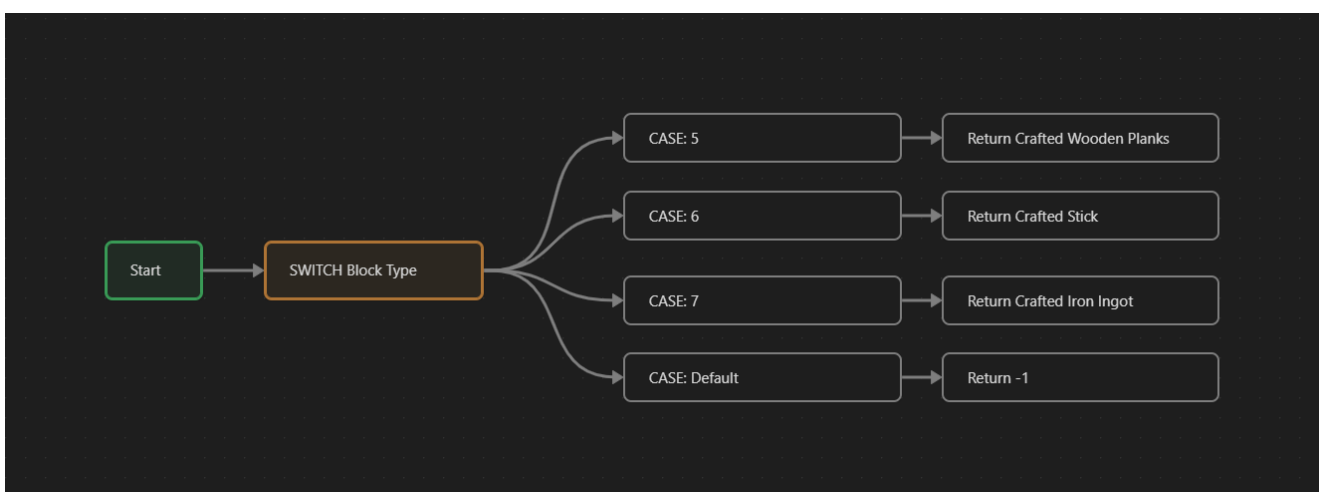 Start
SWITCH Block Type
CASE: 5
Return Crafted Wooden Planks
CASE: 6
Return Crafted Stick
CASE: 7
Return Crafted Iron Ingot
CASE: Default
Return -1